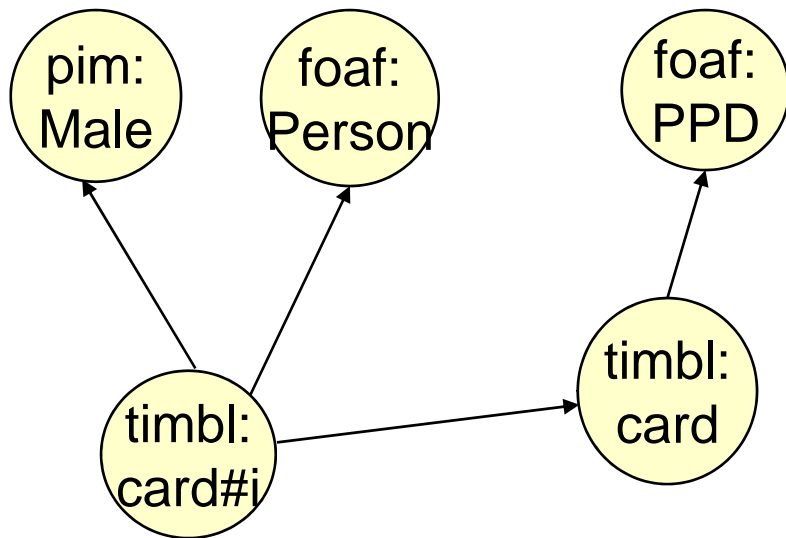 pim:
Male
foaf:
Person
foaf:
PPD
timbl:
card#i
timbl:
card